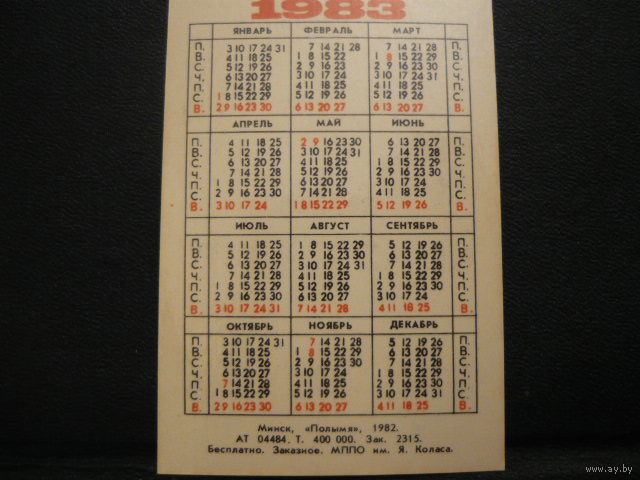 1983
ЯНВАРЬ ФЕВРАЛЬ МАРТ
П. 3 10 17 24 31 7 14 21 28 7 14 21 28 П.
В. 4 11 18 25 1 8 15 22 1 8 15 22 29 В.
С. 5 12 19 26 2 9 16 23 2 9 16 23 30 С.
Ч. 6 13 20 27 3 10 17 24 3 10 17 24 31 Ч.
П. 7 14 21 28 4 11 18 25 4 11 18 25 П.
С. 1 8 15 22 29 5 12 19 26 5 12 19 26 С.
В. 2 9 16 23 30 6 13 20 27 6 13 20 27 В.
АПРЕЛЬ МАЙ ИЮНЬ
П. 4 11 18 25 2 9 16 23 30 6 13 20 27 П.
В. 5 12 19 26 3 10 17 24 31 7 14 21 28 В.
С. 6 13 20 27 4 11 18 25 1 8 15 22 29 С.
Ч. 7 14 21 28 5 12 19 26 2 9 16 23 30 Ч.
П. 1 8 15 22 29 6 13 20 27 3 10 17 24 П.
С. 2 9 16 23 30 7 14 21 28 4 11 18 25 С.
В. 3 10 17 24 1 8 15 22 29 5 12 19 26 В.
ИЮЛЬ АВГУСТ СЕНТЯБРЬ
П. 4 11 18 25 1 8 15 22 29 5 12 19 26 П.
В. 5 12 19 26 2 9 16 23 30 6 13 20 27 В.
С. 6 13 20 27 3 10 17 24 31 7 14 21 28 С.
Ч. 7 14 21 28 4 11 18 25 1 8 15 22 29 Ч.
П. 1 8 15 22 29 5 12 19 26 2 9 16 23 30 П.
С. 2 9 16 23 30 6 13 20 27 3 10 17 24 С.
В. 3 10 17 24 31 7 14 21 28 4 11 18 25 В.
ОКТЯБРЬ НОЯБРЬ ДЕКАБРЬ
П. 3 10 17 24 31 7 14 21 28 5 12 19 26 П.
В. 4 11 18 25 1 8 15 22 29 6 13 20 27 В.
С. 5 12 19 26 2 9 16 23 30 7 14 21 28 С.
Ч. 6 13 20 27 3 10 17 24 1 8 15 22 29 Ч.
П. 7 14 21 28 4 11 18 25 2 9 16 23 30 П.
С. 1 8 15 22 29 5 12 19 26 3 10 17 24 31 С.
В. 2 9 16 23 30 6 13 20 27 4 11 18 25 В.
Минск, «Полымя», 1982.
АТ 04484. Т. 400 000. Зак. 2315.
Бесплатно. Заказное. МППО им. Я. Коласа.
www.ay.by